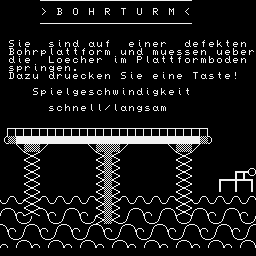 >BOHRTURM<
Sie sind auf einer defekten
Bohrplattform und muessen ueber
die Loecher im Plattformboden
springen.
Dazu druecken Sie eine Taste!
Spielgeschwindigkeit
schnell/langsam